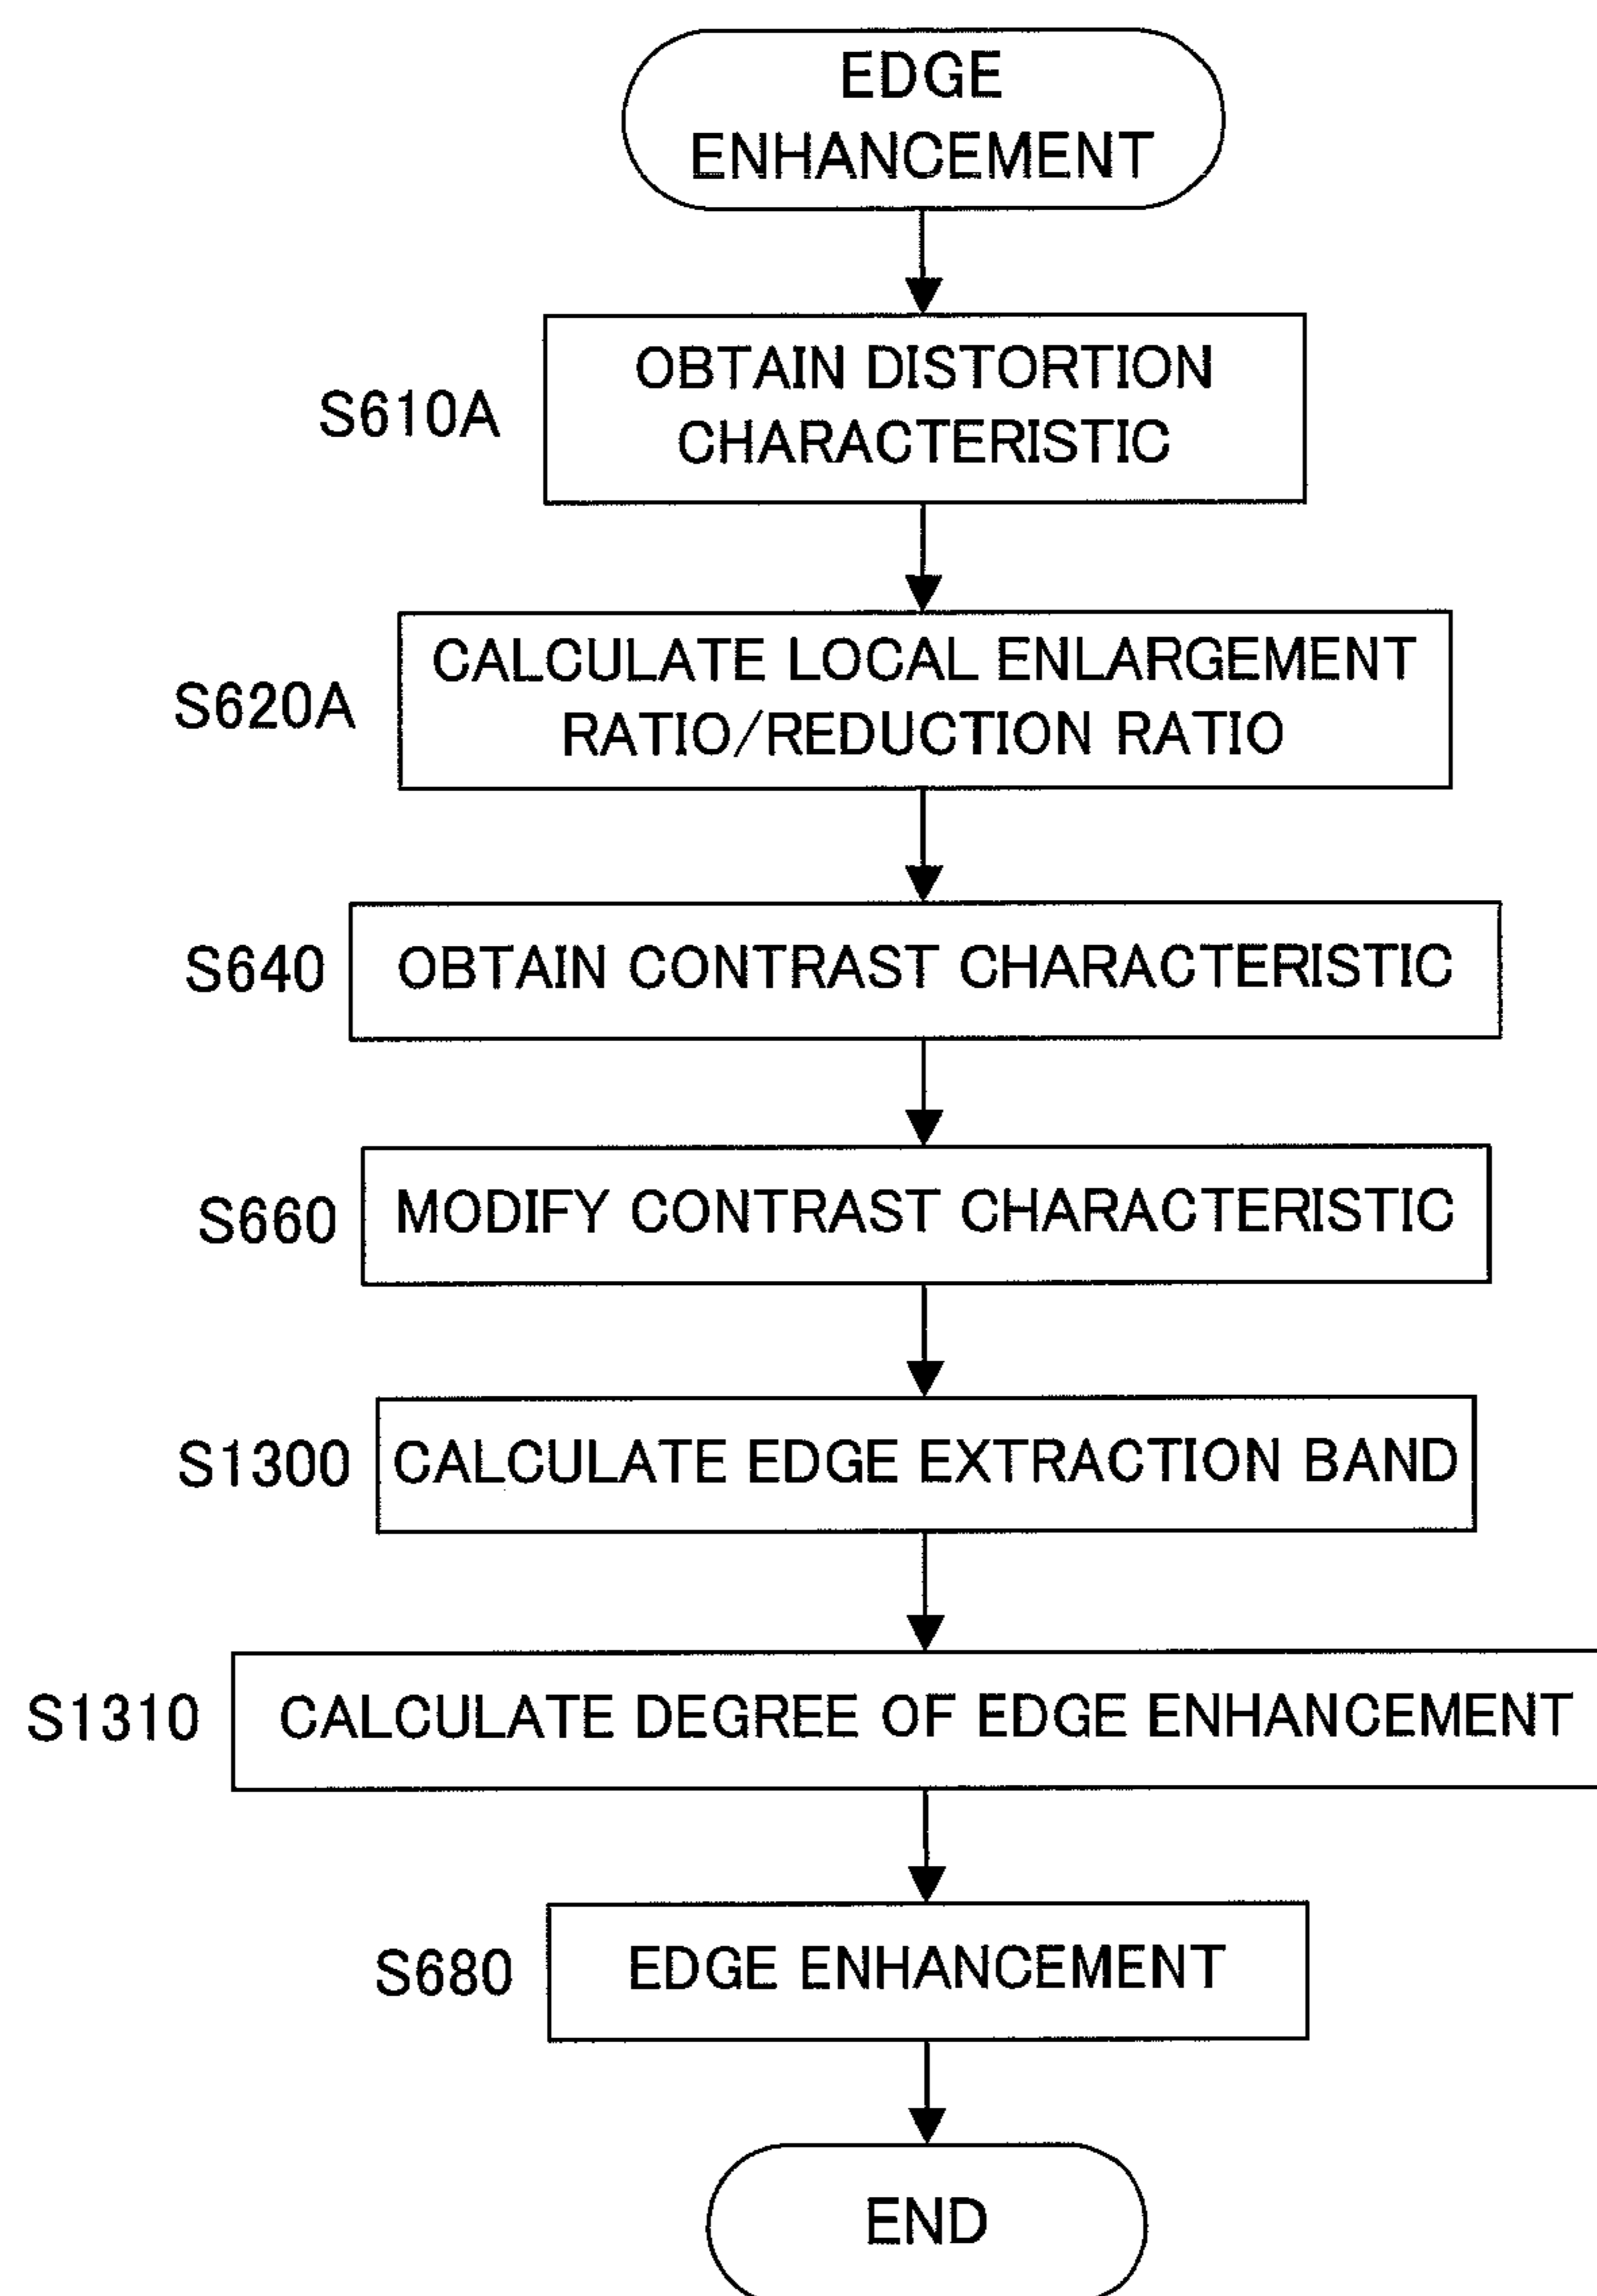 EDGE
ENHANCEMENT
S610A
OBTAIN DISTORTION
CHARACTERISTIC
S620A
CALCULATE LOCAL ENLARGEMENT
RATIO/REDUCTION RATIO
S640
OBTAIN CONTRAST CHARACTERISTIC
S660
MODIFY CONTRAST CHARACTERISTIC
S1300
CALCULATE EDGE EXTRACTION BAND
S1310
CALCULATE DEGREE OF EDGE ENHANCEMENT
S680
EDGE ENHANCEMENT
END